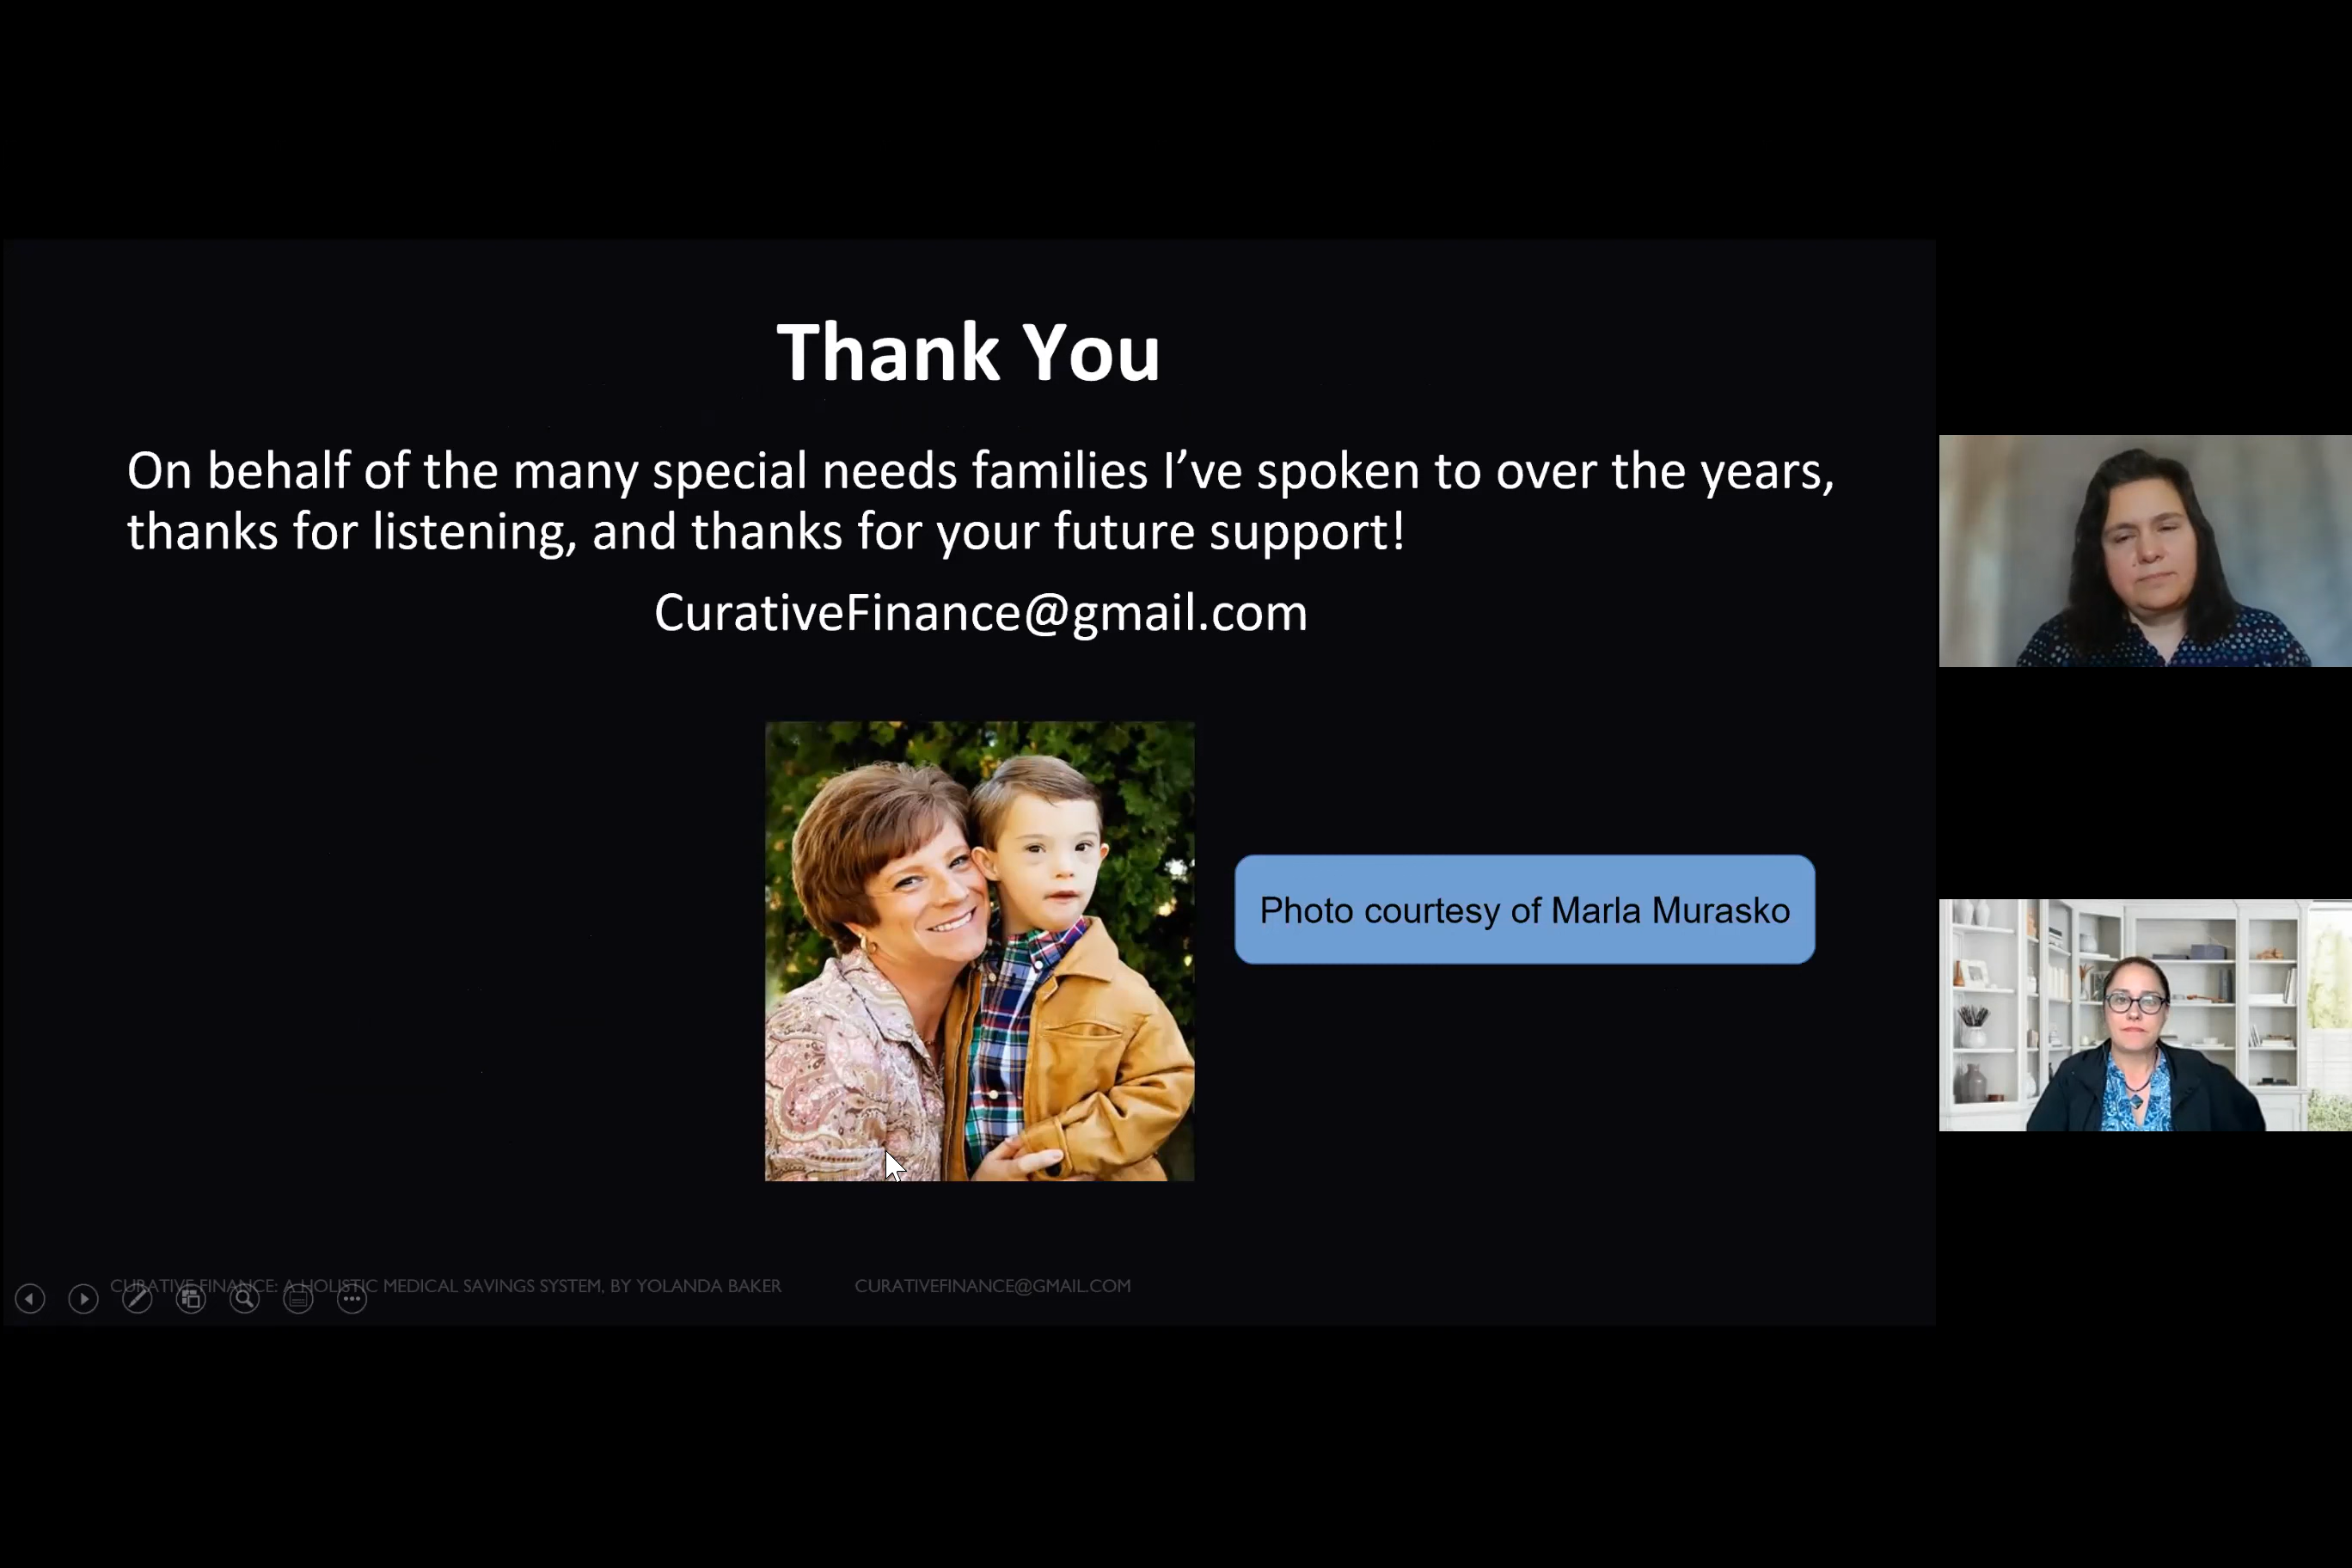 Thank You
On behalf of the many special needs families I’ve spoken to over the years,
thanks for listening, and thanks for your future support!
CurativeFinance@gmail.com
Photo courtesy of Marla Murasko
CURATIVE FINANCE: A HOLISTIC MEDICAL SAVINGS SYSTEM, BY YOLANDA BAKER CURATIVEFINANCE@GMAIL.COM